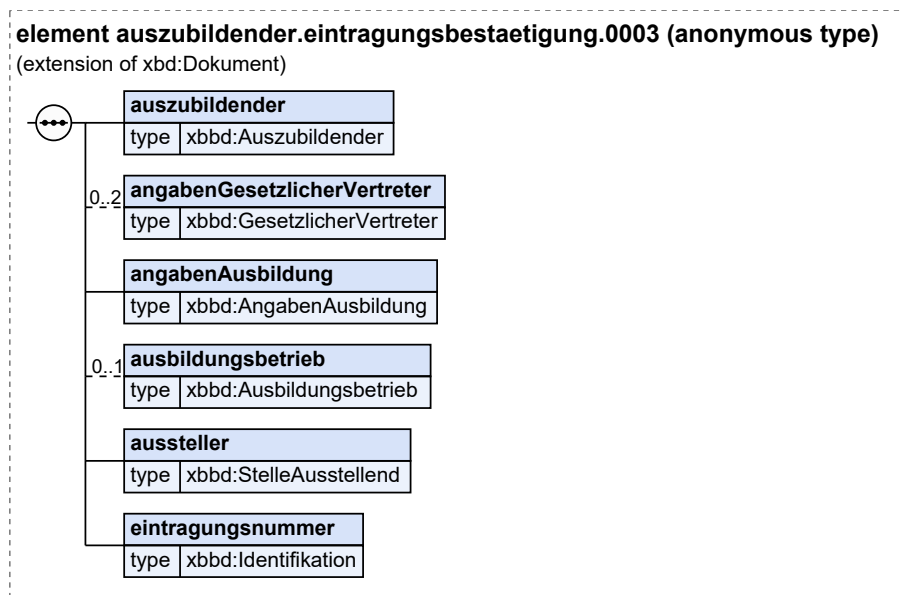 element auszubildender.eintragungsbestaetigung.0003 (anonymous type)
(extension of xbd:Dokument)
auszubildender
type xbbd:Auszubildender
0..2
angabenGesetzlicherVertreter
type xbbd:GesetzlicherVertreter
angabenAusbildung
type xbbd:AngabenAusbildung
0..1
ausbildungsbetrieb
type xbbd:Ausbildungsbetrieb
aussteller
type xbbd:StelleAusstellend
eintragungsnummer
type xbbd:Identifikation